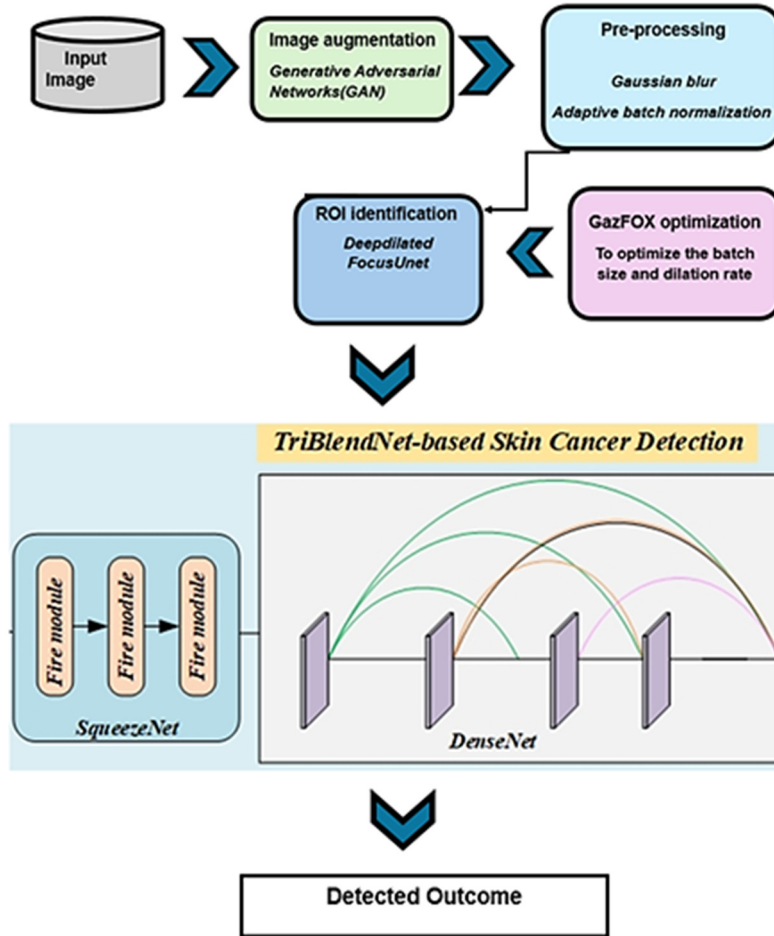 Input
Image
Image augmentation
Generative Adversarial
Networks(GAN)
Pre-processing
Gaussian blur
Adaptive batch normalization
ROI identification
Deepdilated
FocusUnet
GazFOX optimization
To optimize the batch
size and dilation rate
TriBlendNet-based Skin Cancer Detection
Fire module
Fire module
Fire module
SqueezeNet
DenseNet
Detected Outcome